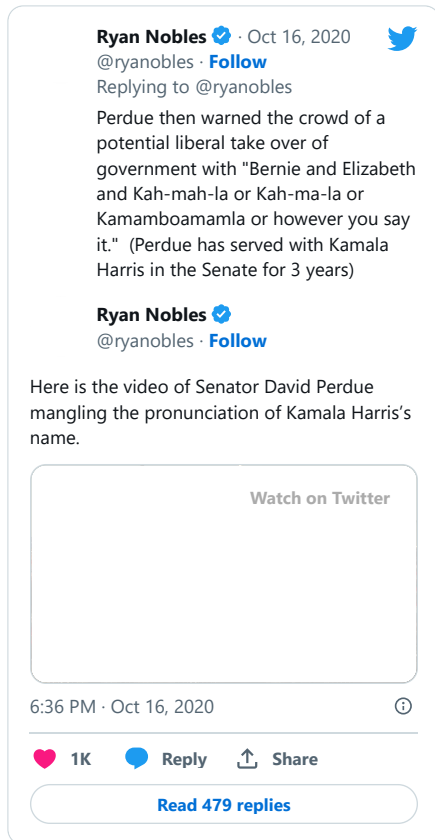 Ryan Nobles · Oct 16, 2020
@ryanobles · Follow
Replying to @ryanobles
Perdue then warned the crowd of a
potential liberal take over of
government with "Bernie and Elizabeth
and Kah-mah-la or Kah-ma-la or
Kamamboamamla or however you say
it."  (Perdue has served with Kamala
Harris in the Senate for 3 years)
Ryan Nobles
@ryanobles · Follow
Here is the video of Senator David Perdue
mangling the pronunciation of Kamala Harris’s
name.
Watch on Twitter
6:36 PM · Oct 16, 2020
1K Reply Share
Read 479 replies